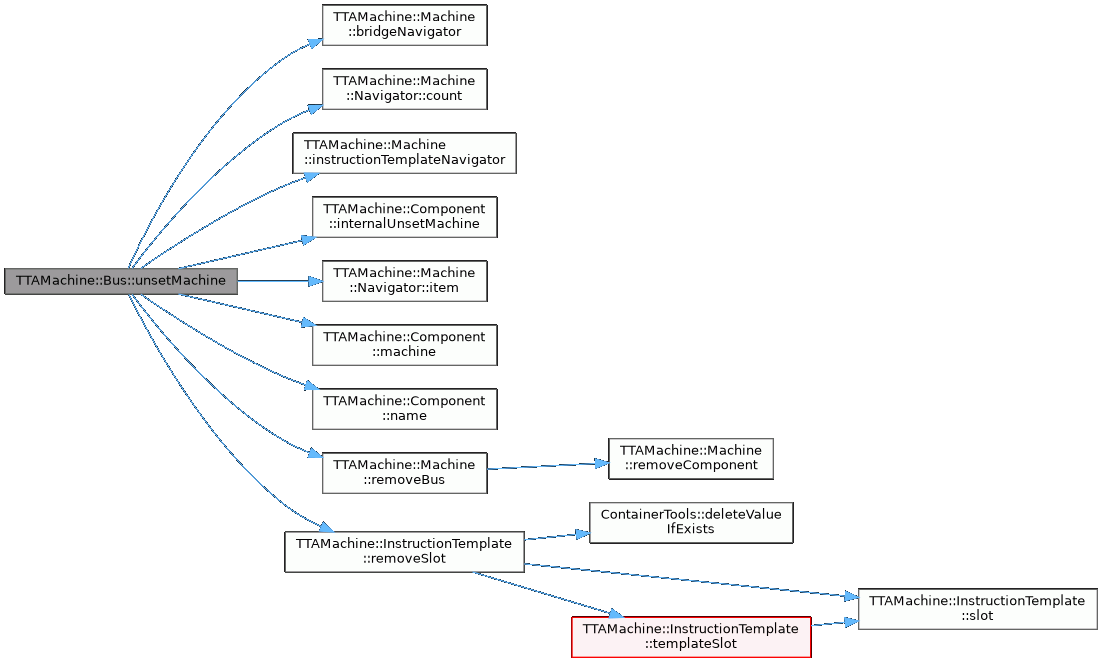 TTAMachine::Machine
::bridgeNavigator
TTAMachine::Machine
::Navigator::count
TTAMachine::Machine
::instructionTemplateNavigator
TTAMachine::Component
::internalUnsetMachine
TTAMachine::Bus::unsetMachine
TTAMachine::Machine
::Navigator::item
TTAMachine::Component
::machine
TTAMachine::Component
::name
TTAMachine::Machine
::removeBus
TTAMachine::Machine
::removeComponent
TTAMachine::InstructionTemplate
::removeSlot
ContainerTools::deleteValue
IfExists
TTAMachine::InstructionTemplate
::templateSlot
TTAMachine::InstructionTemplate
::slot